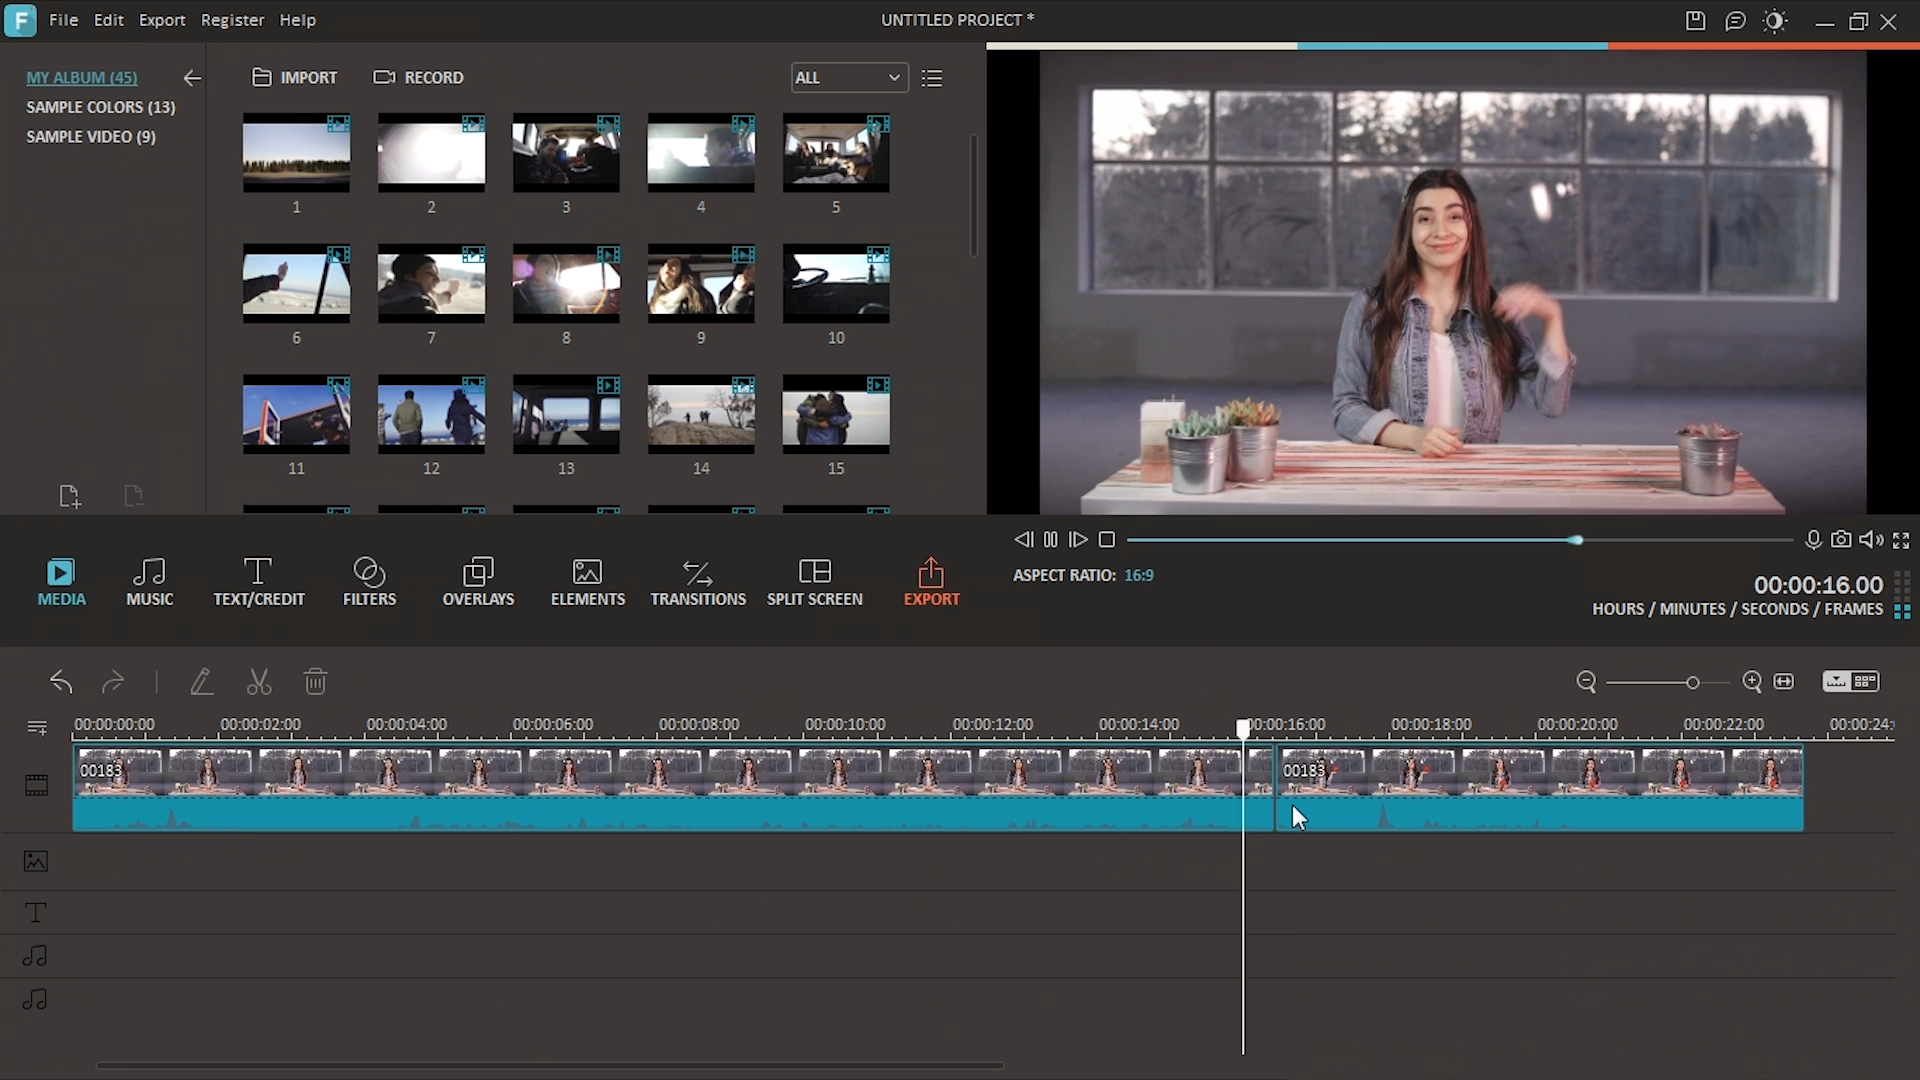 F File Edit Export Register Help
UNTITLED PROJECT *
MY ALBUM (45)
SAMPLE COLORS (13)
SAMPLE VIDEO (9)
IMPORT RECORD ALL
1 2 3 4 5
6 7 8 9 10
11 12 13 14 15
MEDIA MUSIC TEXT/CREDIT FILTERS OVERLAYS ELEMENTS TRANSITIONS SPLIT SCREEN EXPORT
ASPECT RATIO: 16:9
00:00:16.00
HOURS / MINUTES / SECONDS / FRAMES
00:00:00:00 00:00:02:00 00:00:04:00 00:00:06:00 00:00:08:00 00:00:10:00 00:00:12:00 00:00:14:00 00:00:16:00 00:00:18:00 00:00:20:00 00:00:22:00 00:00:24:
00183 00183